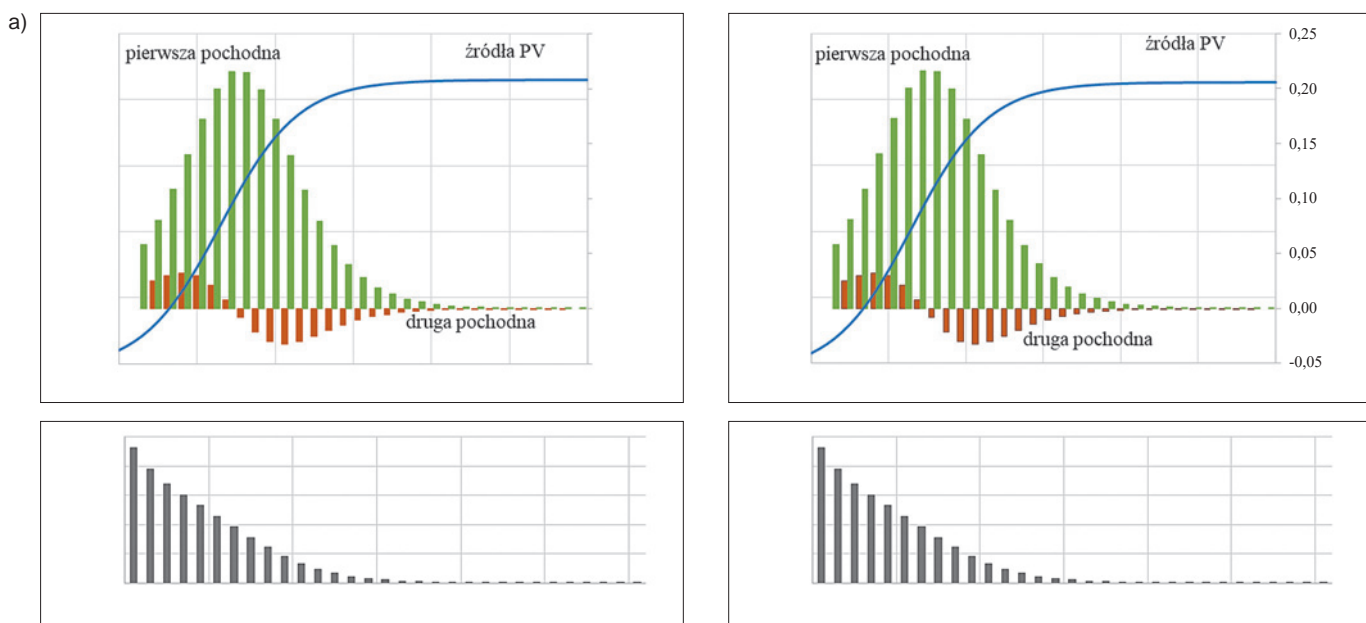 a)
pierwsza pochodna
źródła PV
druga pochodna
pierwsza pochodna
źródła PV
druga pochodna
0,25
0,20
0,15
0,10
0,05
0,00
-0,05